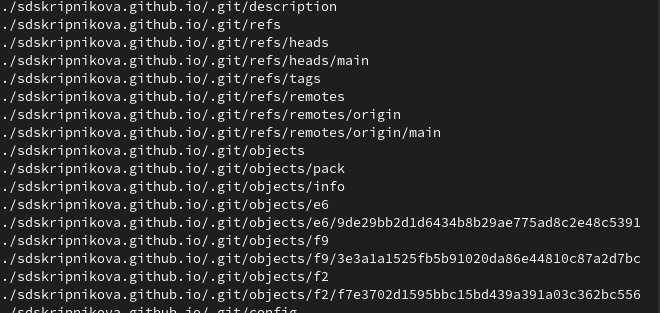 ./sdskripnikova.github.io/.git/description
./sdskripnikova.github.io/.git/refs
./sdskripnikova.github.io/.git/refs/heads
./sdskripnikova.github.io/.git/refs/heads/main
./sdskripnikova.github.io/.git/refs/tags
./sdskripnikova.github.io/.git/refs/remotes
./sdskripnikova.github.io/.git/refs/remotes/origin
./sdskripnikova.github.io/.git/refs/remotes/origin/main
./sdskripnikova.github.io/.git/objects
./sdskripnikova.github.io/.git/objects/pack
./sdskripnikova.github.io/.git/objects/info
./sdskripnikova.github.io/.git/objects/e6
./sdskripnikova.github.io/.git/objects/e6/9de29bb2d1d6434b8b29ae775ad8c2e48c5391
./sdskripnikova.github.io/.git/objects/f9
./sdskripnikova.github.io/.git/objects/f9/3e3a1a1525fb5b91020da86e44810c87a2d7bc
./sdskripnikova.github.io/.git/objects/f2
./sdskripnikova.github.io/.git/objects/f2/f7e3702d1595bbc15bd439a391a03c362bc556
./sdskripnikova.github.io/.git/config